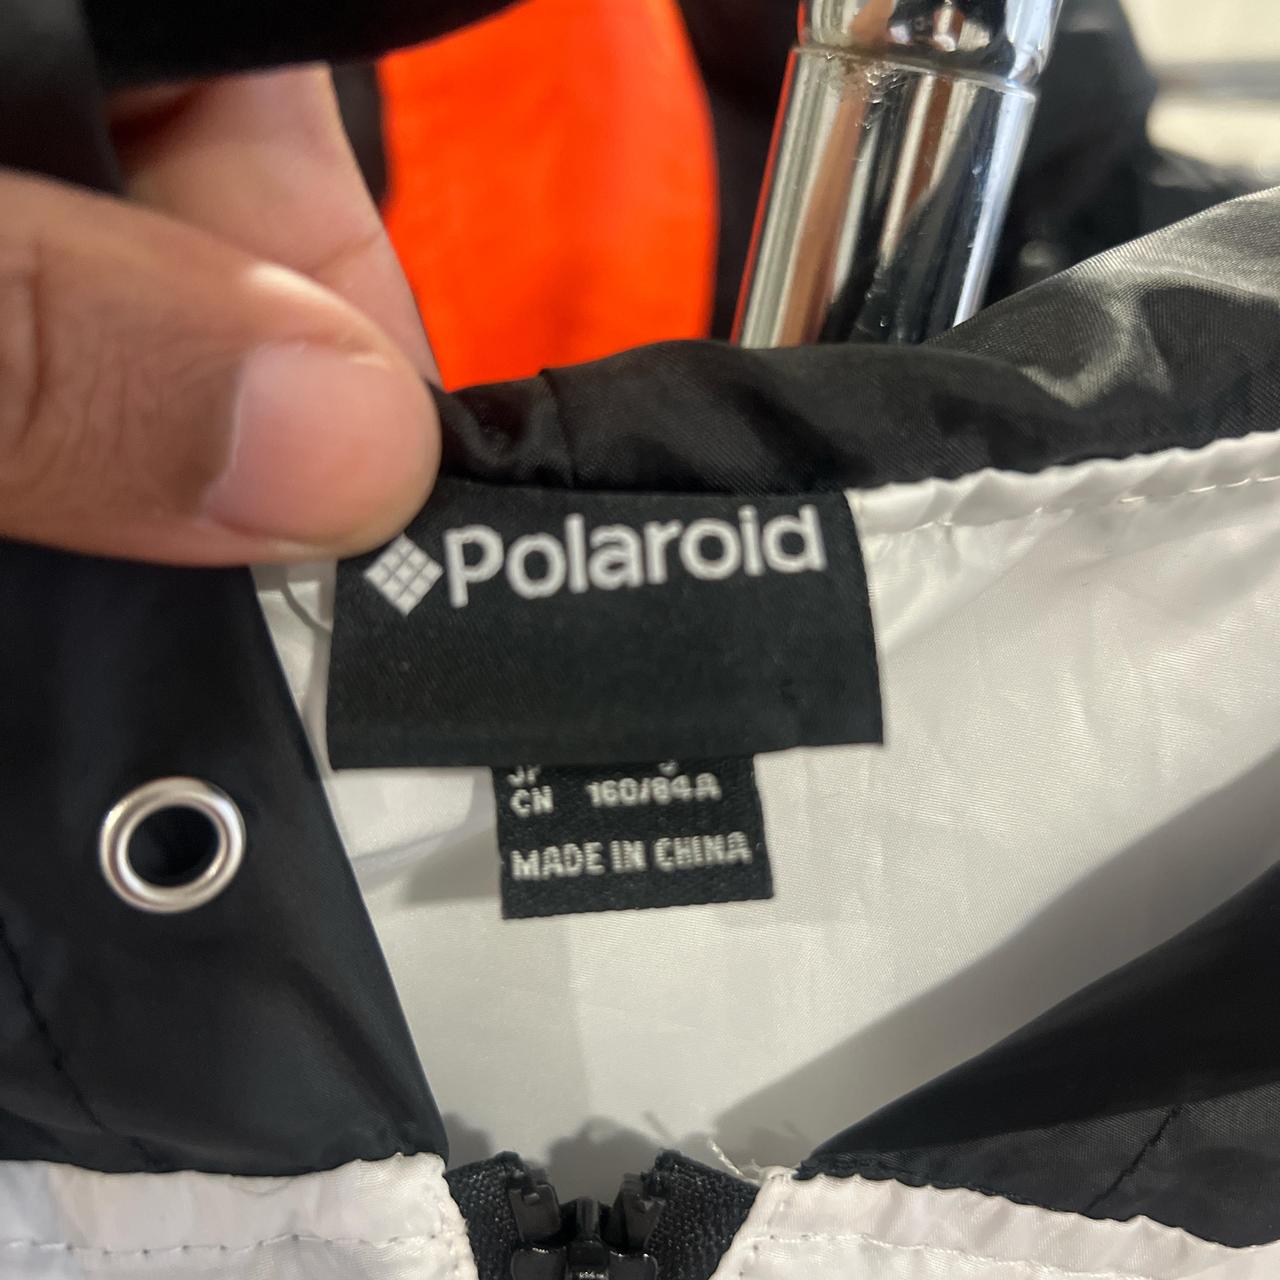 Polaroid
CN 160/84A
MADE IN CHINA